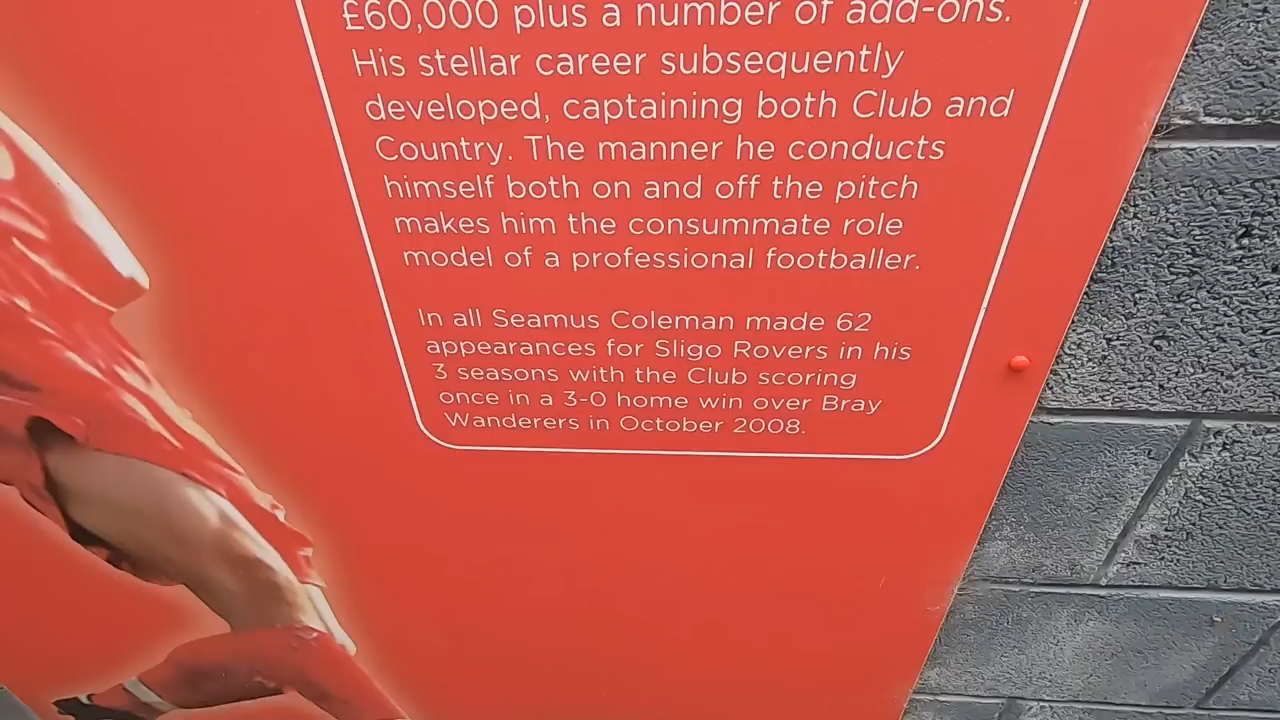 £60,000 plus a number of add-ons.
His stellar career subsequently
developed, captaining both Club and
Country. The manner he conducts
himself both on and off the pitch
makes him the consummate role
model of a professional footballer.
In all Seamus Coleman made 62
appearances for Sligo Rovers in his
3 seasons with the Club scoring
once in a 3-0 home win over Bray
Wanderers in October 2008.